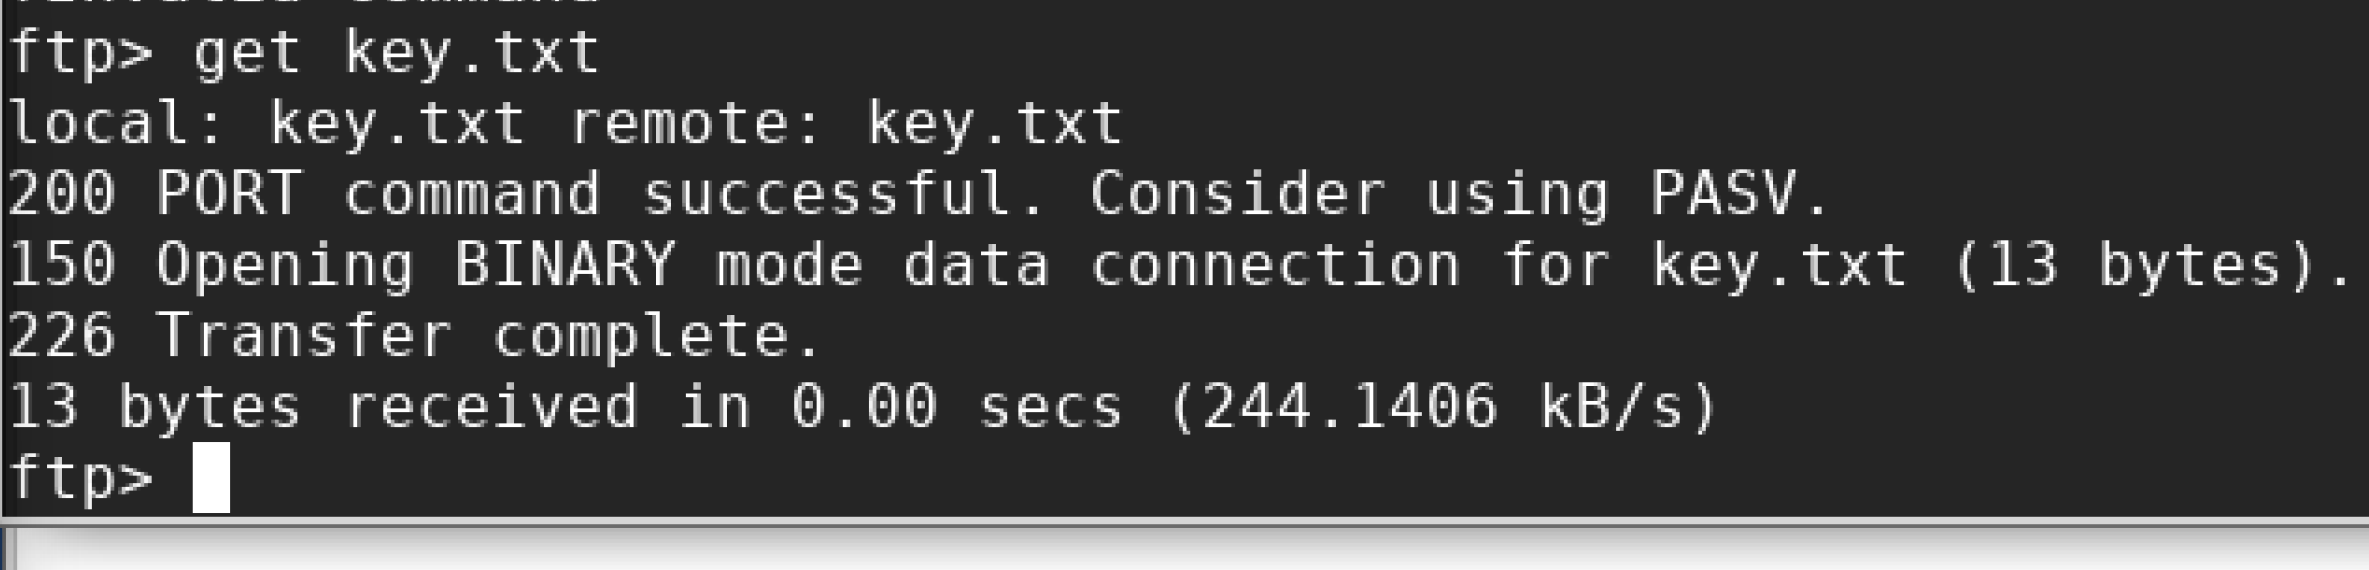 ftp> get key.txt
local: key.txt remote: key.txt
200 PORT command successful. Consider using PASV.
150 Opening BINARY mode data connection for key.txt (13 bytes).
226 Transfer complete.
13 bytes received in 0.00 secs (244.1406 kB/s)
ftp>